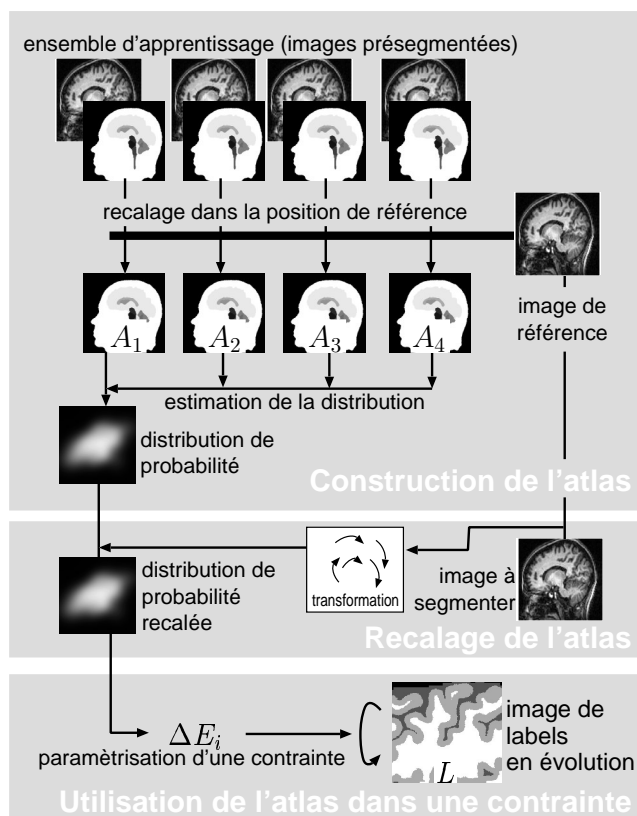 ensemble d'apprentissage (images présegmentées)
recalage dans la position de référence
image de
référence
A1 A2 A3 A4
estimation de la distribution
distribution de
probabilité
Construction de l'atlas
distribution de
probabilité
recalée
transformation
image à
segmenter
Recalage de l'atlas
ΔEi
paramètrisation d'une contrainte
L
image de
labels
en évolution
Utilisation de l'atlas dans une contrainte